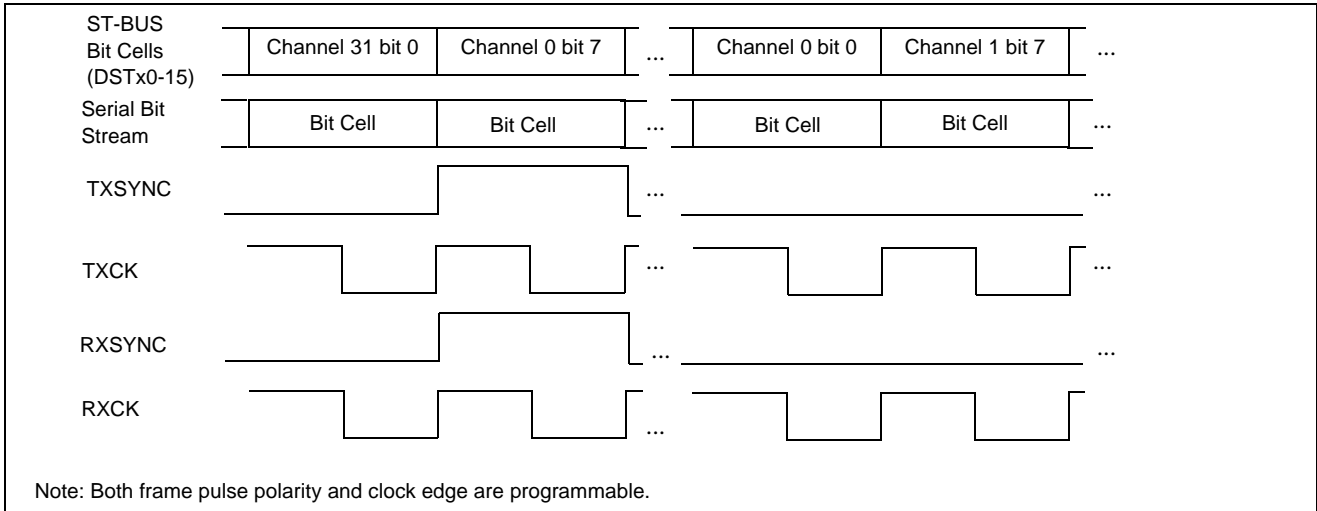 ST-BUS
Bit Cells
(DSTx0-15)
Channel 31 bit 0
Channel 0 bit 7
...
Channel 0 bit 0
Channel 1 bit 7
...
Serial Bit
Stream
Bit Cell
Bit Cell
...
Bit Cell
Bit Cell
...
TXSYNC
...
...
TXCK
...
...
RXSYNC
...
...
RXCK
...
Note: Both frame pulse polarity and clock edge are programmable.